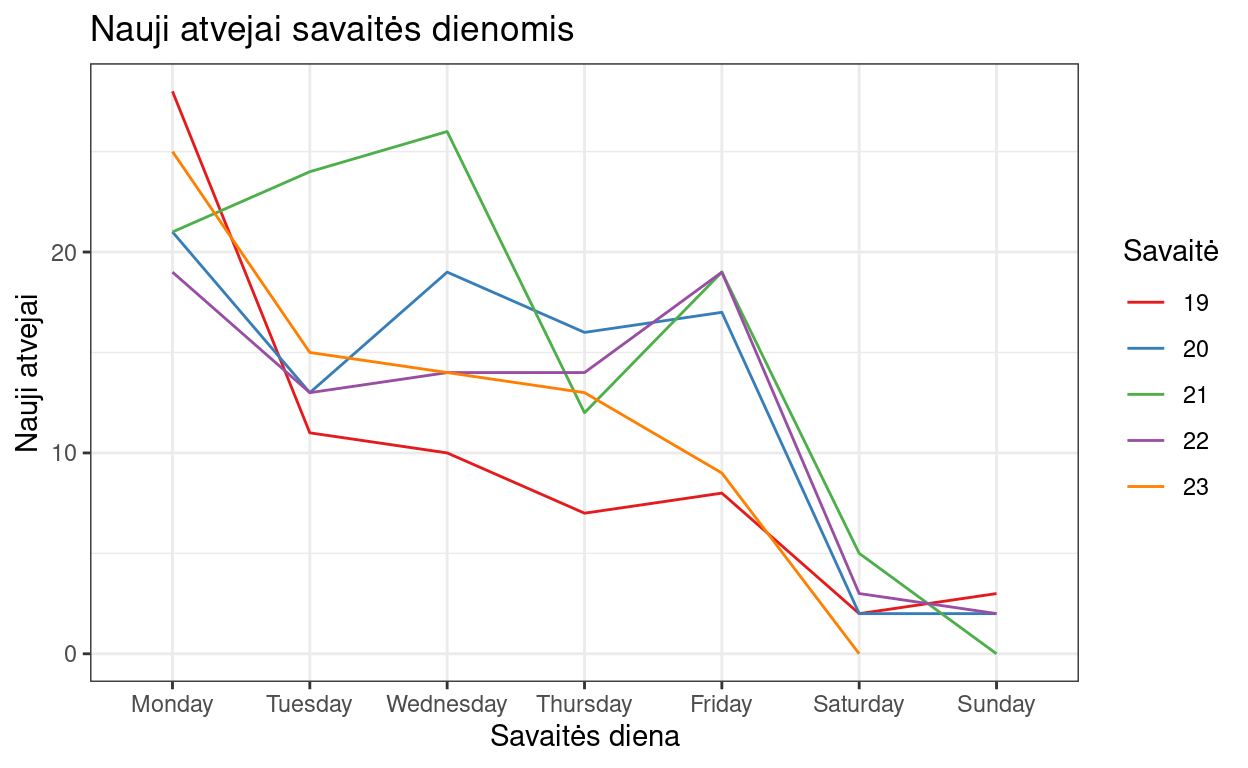 Nauji atvejai savaitės dienomis
Nauji atvejai
20
10
0
Monday Tuesday Wednesday Thursday Friday Saturday Sunday
Savaitės diena
Savaitė
19
20
21
22
23